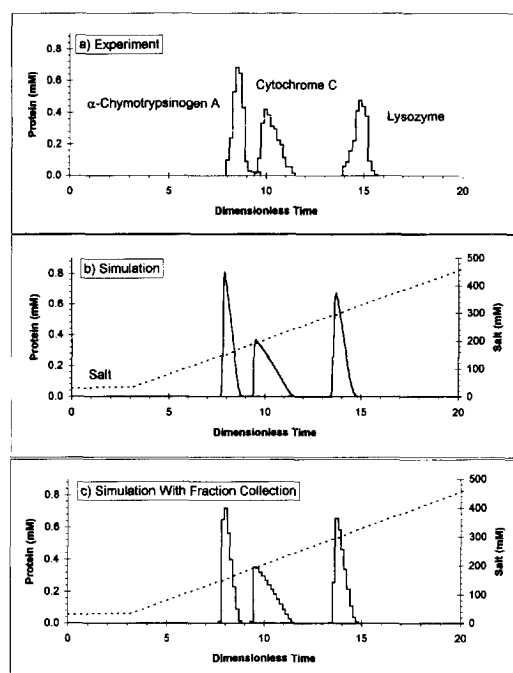 a) Experiment
α-Chymotrypsinogen A
Cytochrome C
Lysozyme
Protein (mM)
0.8
0.6
0.4
0.2
0.0
0 5 10 15 20
Dimensionless Time
b) Simulation
Salt
Protein (mM)
0.8
0.6
0.4
0.2
0.0
500
400
300
200
100
0
Salt (mM)
0 5 10 15 20
Dimensionless Time
c) Simulation With Fraction Collection
Protein (mM)
0.8
0.6
0.4
0.2
0.0
500
400
300
200
100
0
Salt (mM)
0 5 10 15 20
Dimensionless Time